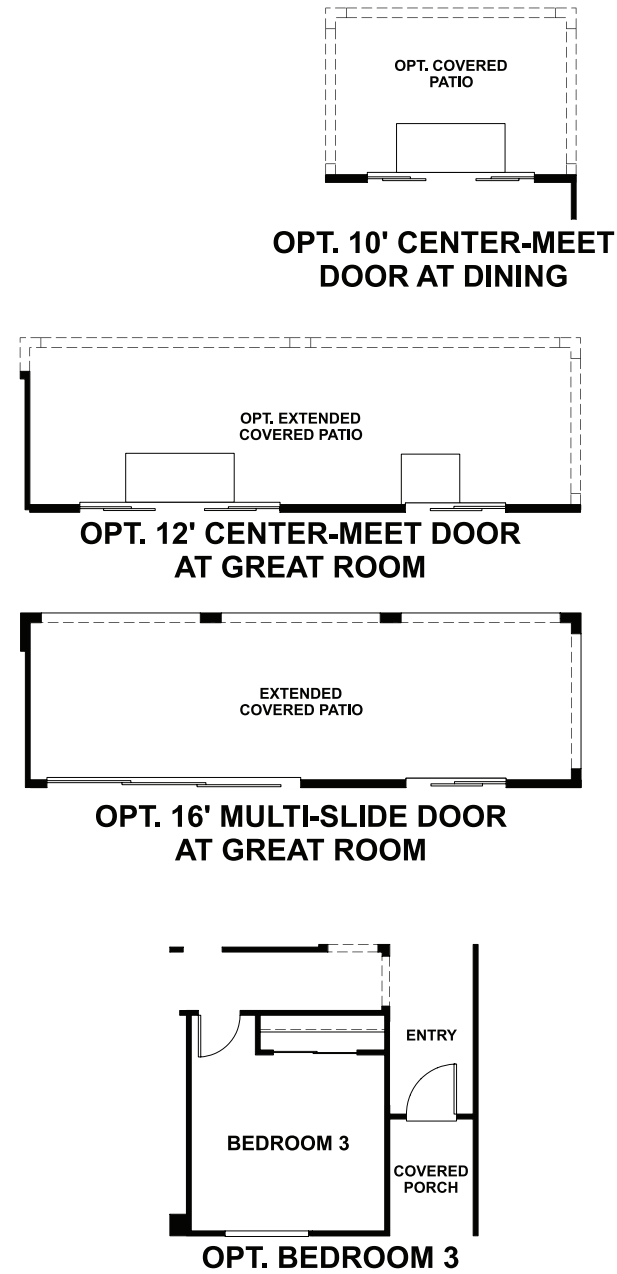 OPT. COVERED
PATIO
OPT. 10' CENTER-MEET
DOOR AT DINING
OPT. EXTENDED
COVERED PATIO
OPT. 12' CENTER-MEET DOOR
AT GREAT ROOM
EXTENDED
COVERED PATIO
OPT. 16' MULTI-SLIDE DOOR
AT GREAT ROOM
ENTRY
BEDROOM 3
COVERED
PORCH
OPT. BEDROOM 3